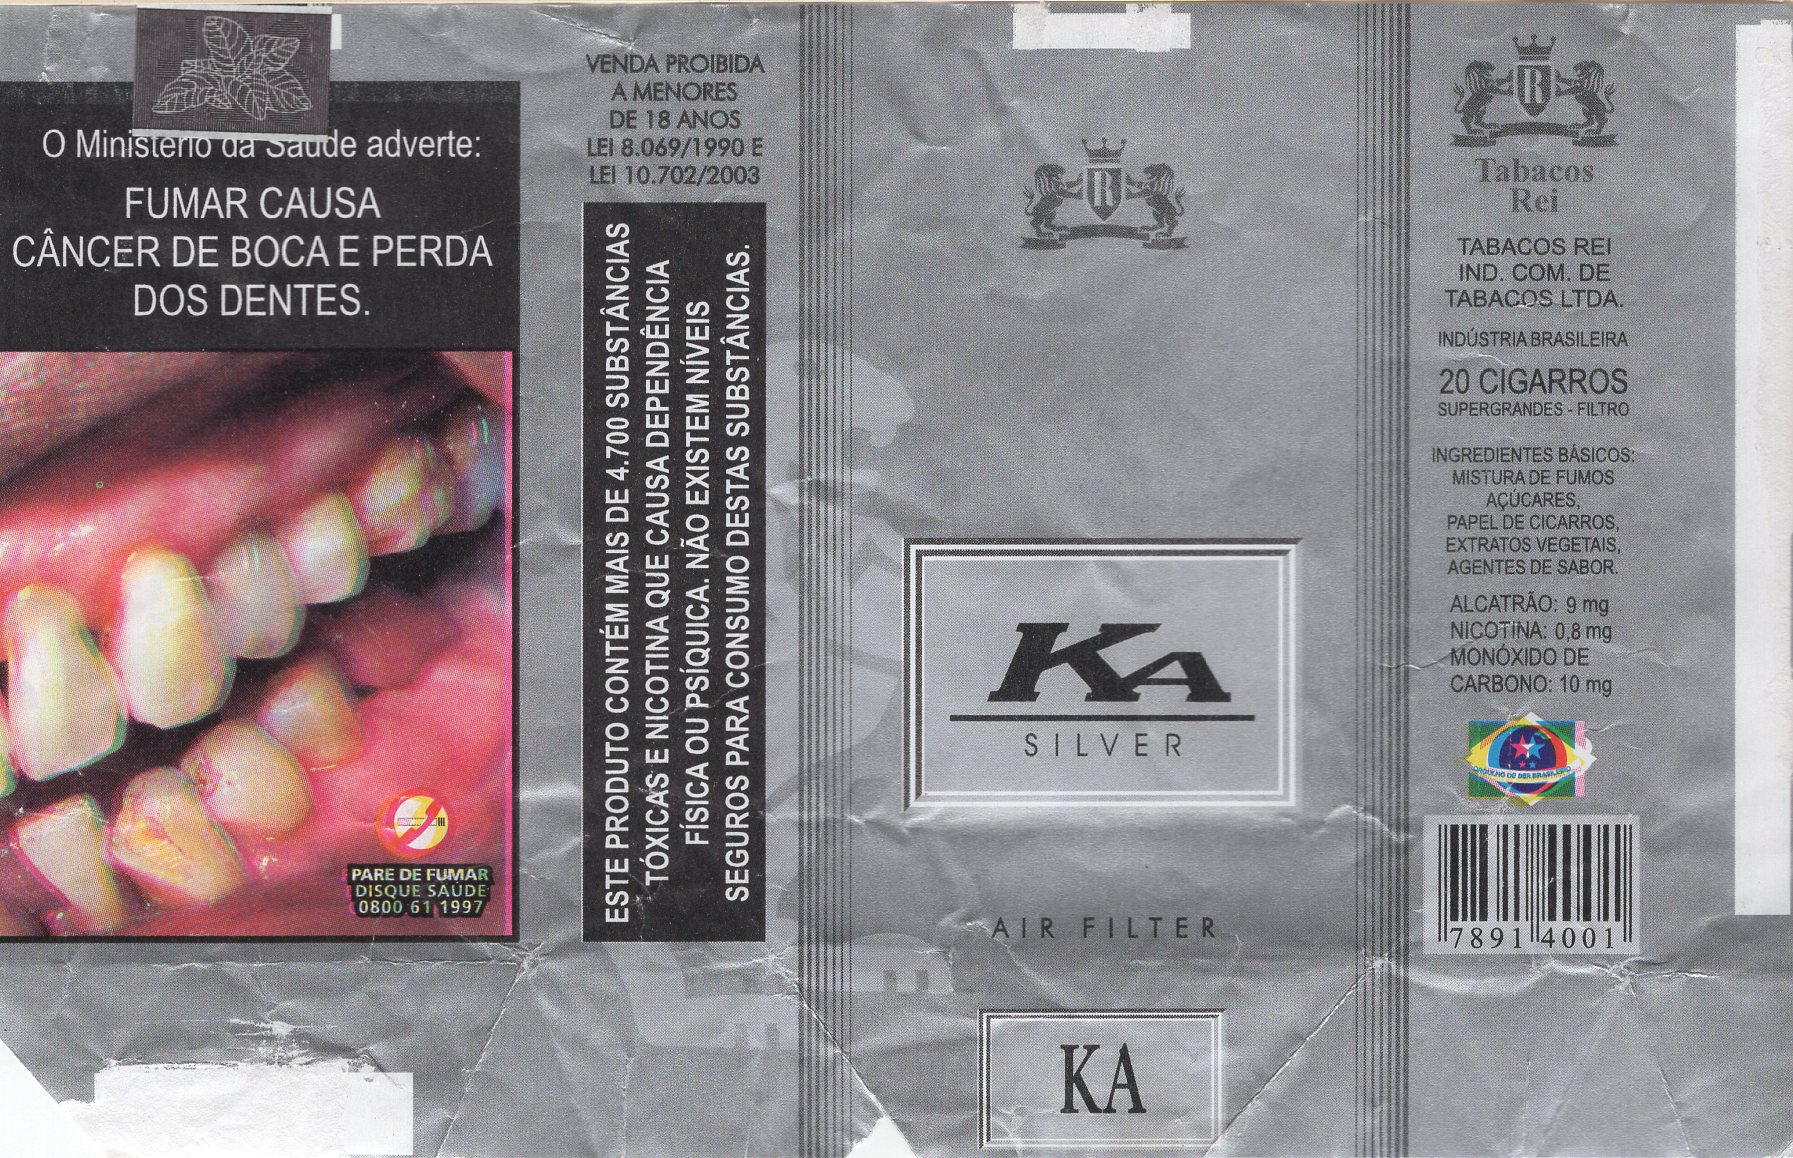 O Ministério da Saúde adverte:
FUMAR CAUSA
CÂNCER DE BOCA E PERDA
DOS DENTES.
PARE DE FUMAR
DISQUE SAÚDE
0800 61 1997
VENDA PROIBIDA
A MENORES
DE 18 ANOS
LEI 8.069/1990 E
LEI 10.702/2003
ESTE PRODUTO CONTÉM MAIS DE 4.700 SUBSTÂNCIAS
TÓXICAS E NICOTINA QUE CAUSA DEPENDÊNCIA
FÍSICA OU PSÍQUICA. NÃO EXISTEM NÍVEIS
SEGUROS PARA CONSUMO DESTAS SUBSTÂNCIAS.
R
KA
SILVER
AIR FILTER
KA
R
Tabacos
Rei
TABACOS REI
IND. COM. DE
TABACOS LTDA.
INDÚSTRIA BRASILEIRA
20 CIGARROS
SUPERGRANDES - FILTRO
INGREDIENTES BÁSICOS:
MISTURA DE FUMOS
AÇÚCARES,
PAPEL DE CICARROS,
EXTRATOS VEGETAIS,
AGENTES DE SABOR.
ALCATRÃO: 9 mg
NICOTINA: 0,8 mg
MONÓXIDO DE
CARBONO: 10 mg
ORGULHO DE SER BRASILEIRO
7891 4001